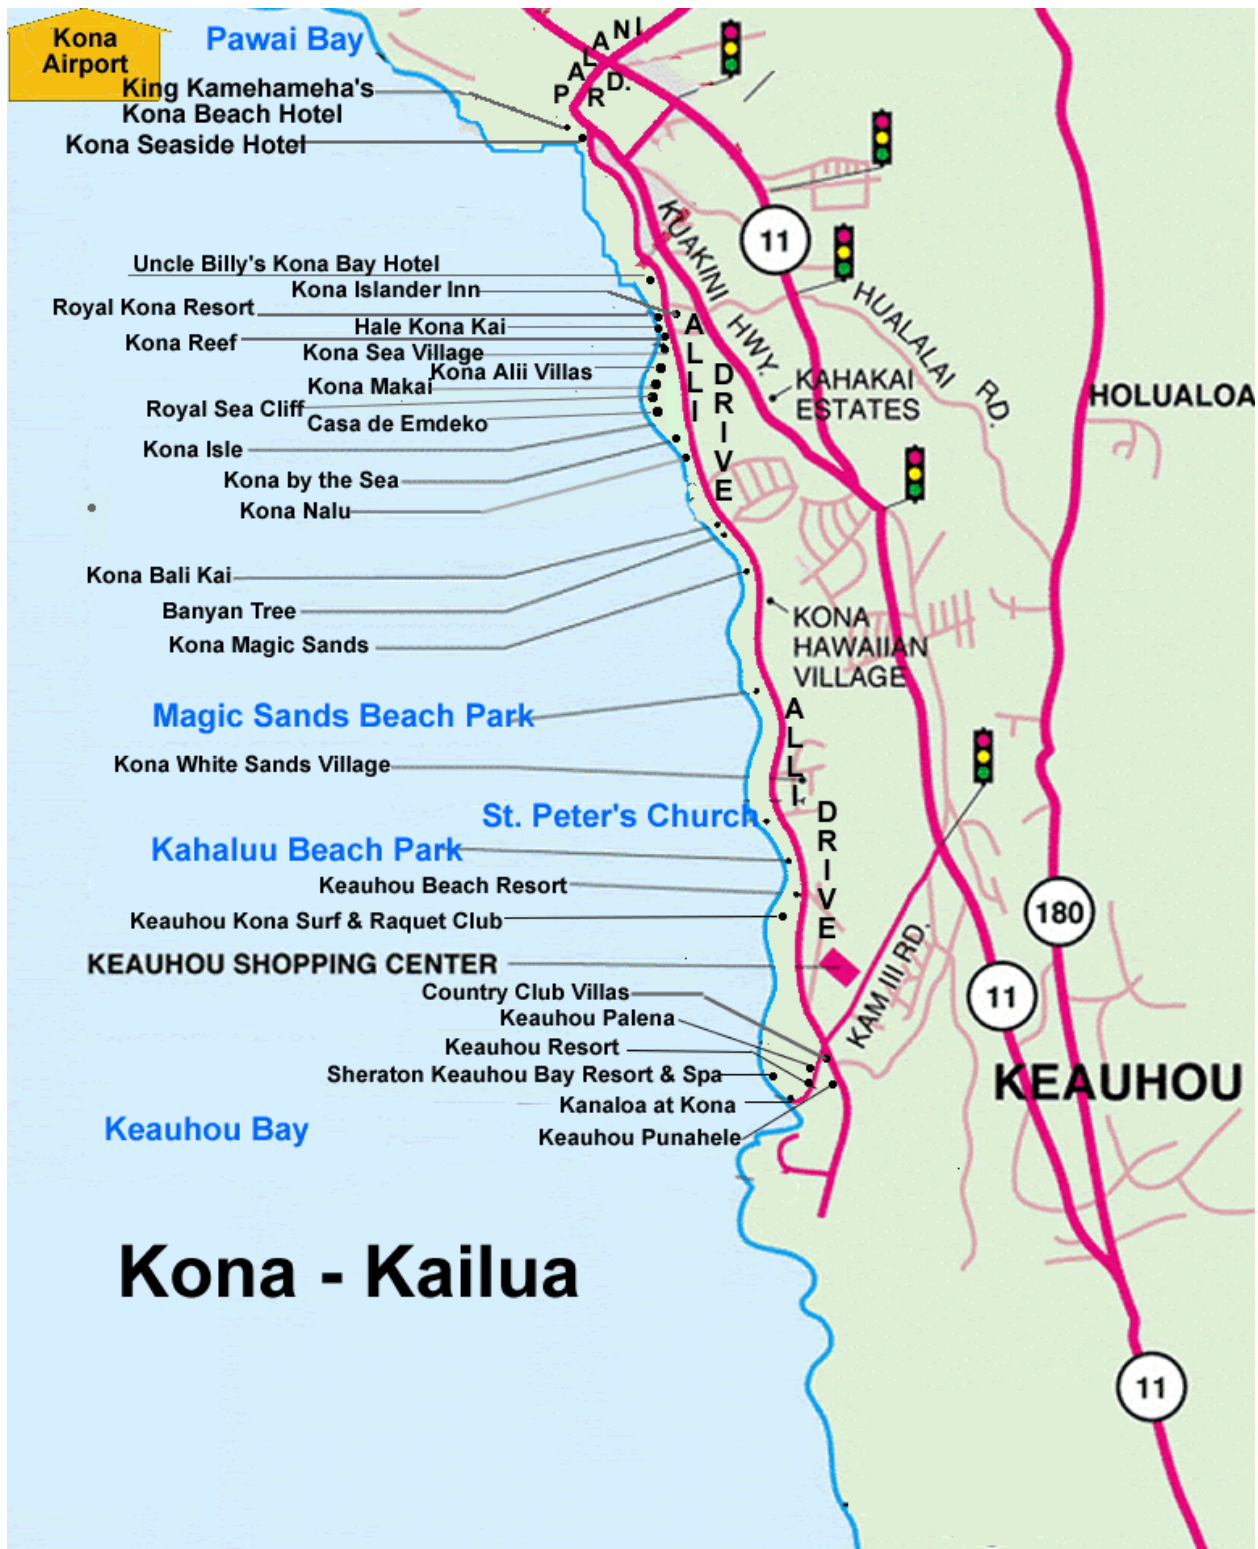 Kona
Airport
Pawai Bay
PALANI
RD.
King Kamehameha's
Kona Beach Hotel
Kona Seaside Hotel
KUAKINI HWY.
11
Uncle Billy's Kona Bay Hotel
Kona Islander Inn
Royal Kona Resort
Hale Kona Kai
Kona Reef
Kona Sea Village
Kona Alii Villas
Kona Makai
Royal Sea Cliff
Casa de Emdeko
Kona Isle
Kona by the Sea
Kona Nalu
ALLI
DRIVE
HUALALAI RD.
KAHAKAI
ESTATES
HOLUALOA
Kona Bali Kai
Banyan Tree
Kona Magic Sands
KONA
HAWAIIAN
VILLAGE
Magic Sands Beach Park
Kona White Sands Village
ALLI
DRIVE
St. Peter's Church
Kahaluu Beach Park
Keauhou Beach Resort
Keauhou Kona Surf & Raquet Club
180
KEAUHOU SHOPPING CENTER
KAM III RD.
11
Country Club Villas
Keauhou Palena
Keauhou Resort
Sheraton Keauhou Bay Resort & Spa
KEAUHOU
Kanaloa at Kona
Keauhou Bay
Keauhou Punahele
Kona - Kailua
11